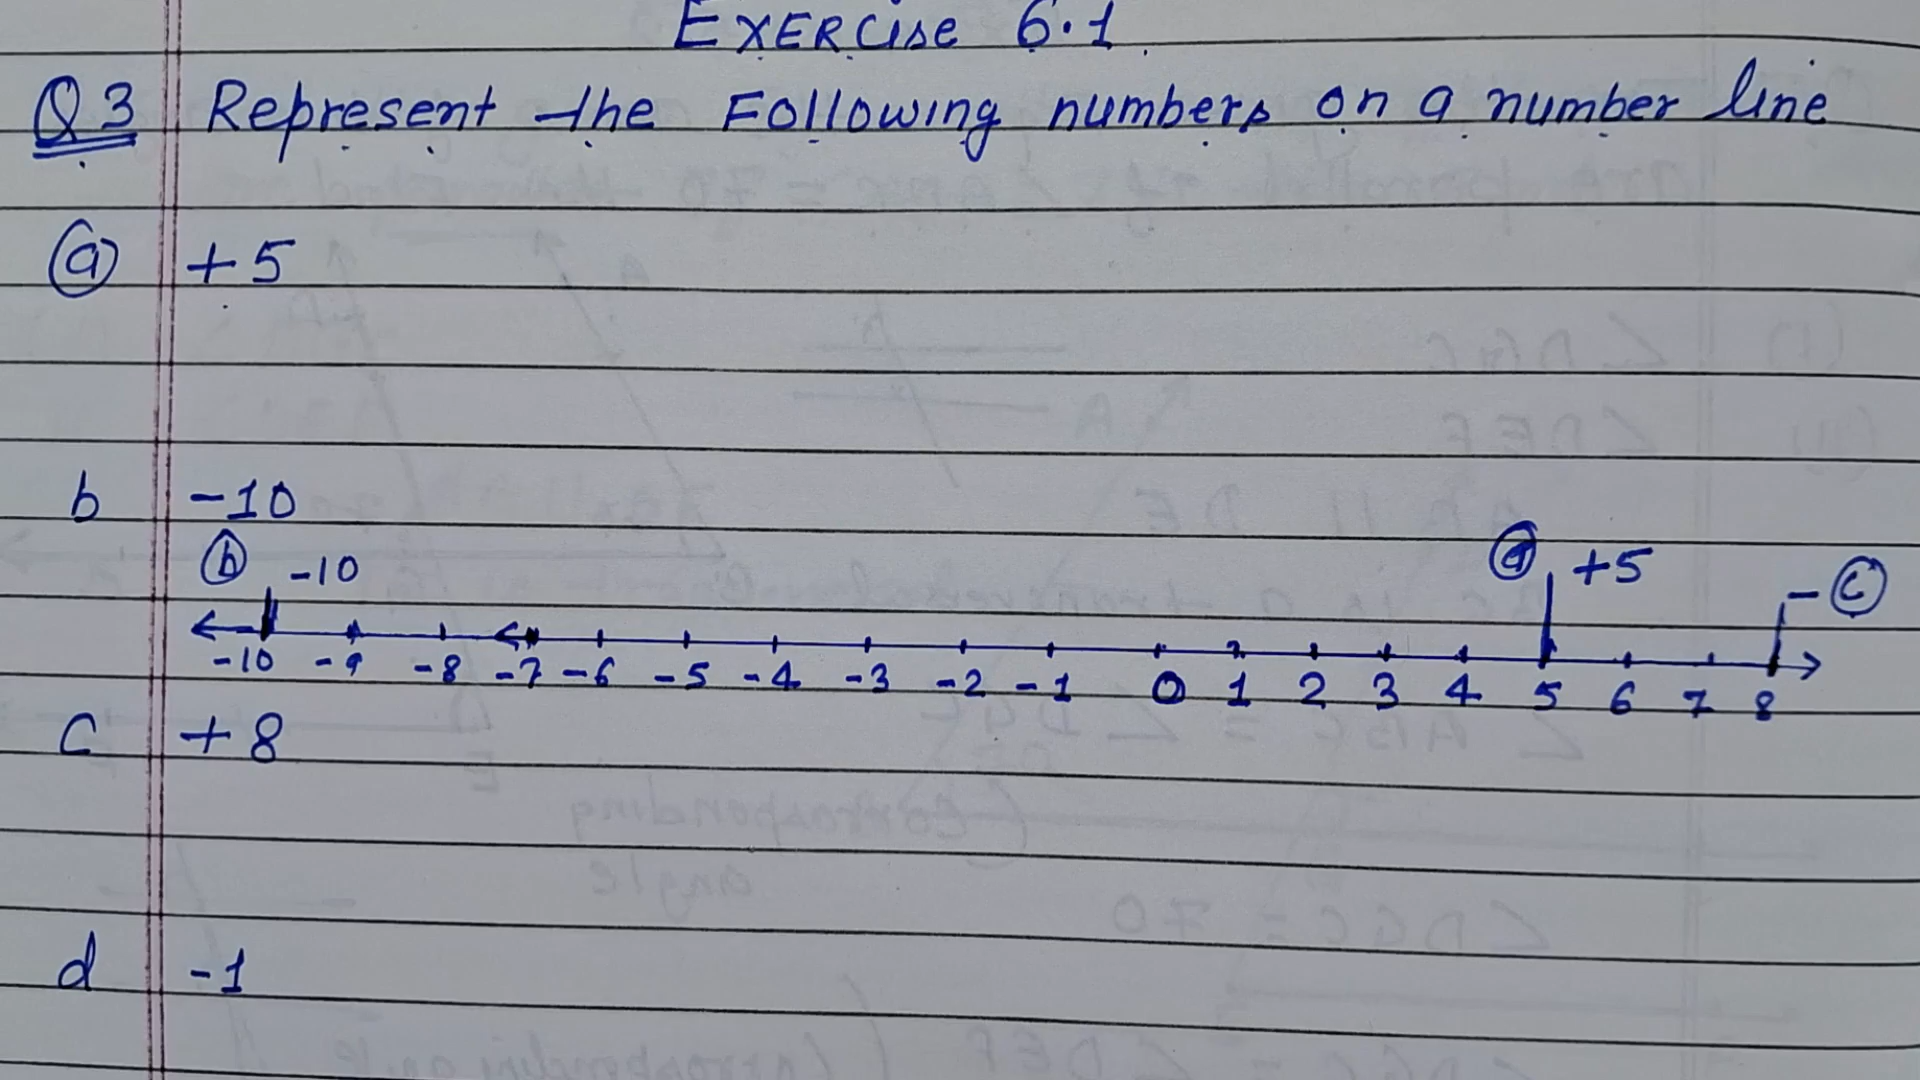 EXERCise 6.1
Q3 Represent the Following numbers on a number line
(a) +5
b -10
(b) -10 (a) +5 - (c)
-10 -9 -8 -7 -6 -5 -4 -3 -2 -1 0 1 2 3 4 5 6 7 8
c +8
d -1